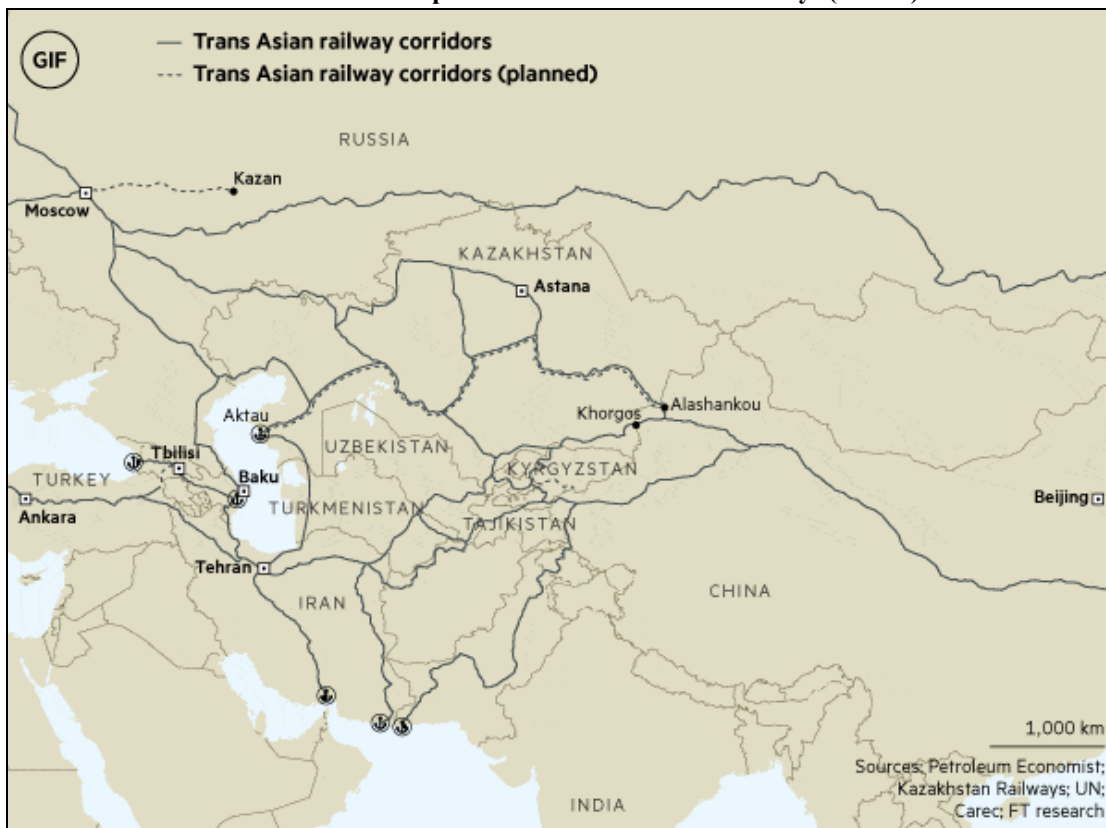 GIF
Trans Asian railway corridors
Trans Asian railway corridors (planned)
RUSSIA
Kazan
Moscow
KAZAKHSTAN
Astana
Aktau
Khorgos
Alashankou
Tbilisi
UZBEKISTAN
KYRGYZSTAN
TURKEY
Baku
Beijing
Ankara
TURKMENISTAN
TAJIKISTAN
Tehran
IRAN
CHINA
1,000 km
Sources: Petroleum Economist;
Kazakhstan Railways; UN;
Carec; FT research
INDIA